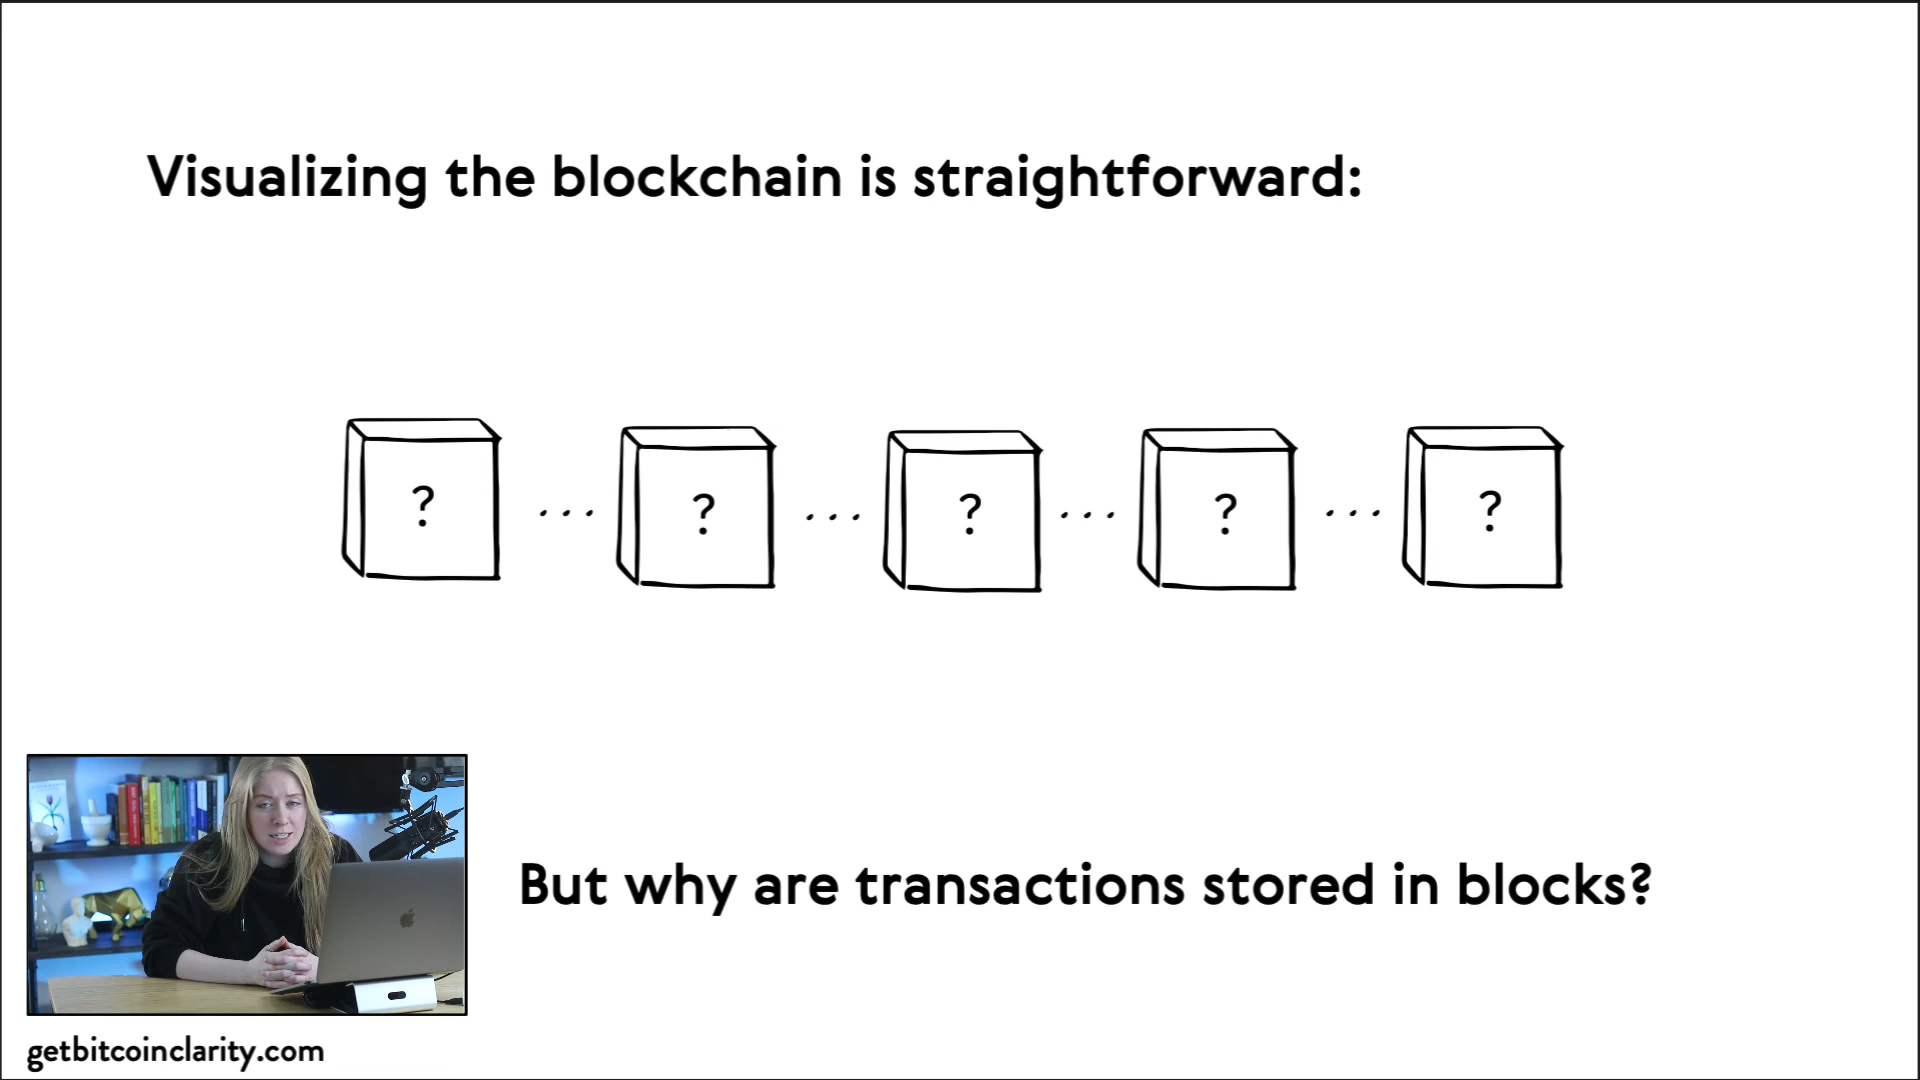 Visualizing the blockchain is straightforward:
? ... ? ... ? ... ? ... ?
But why are transactions stored in blocks?
getbitcoinclarity.com